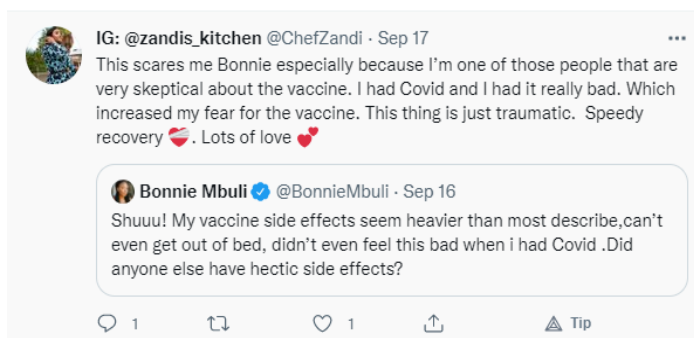 IG: @zandis_kitchen @ChefZandi · Sep 17
This scares me Bonnie especially because I'm one of those people that are
very skeptical about the vaccine. I had Covid and I had it really bad. Which
increased my fear for the vaccine. This thing is just traumatic.  Speedy
recovery ❤️‍🩹. Lots of love 💕
Bonnie Mbuli @BonnieMbuli · Sep 16
Shuuu! My vaccine side effects seem heavier than most describe,can't
even get out of bed, didn't even feel this bad when i had Covid .Did
anyone else have hectic side effects?
1 1 Tip